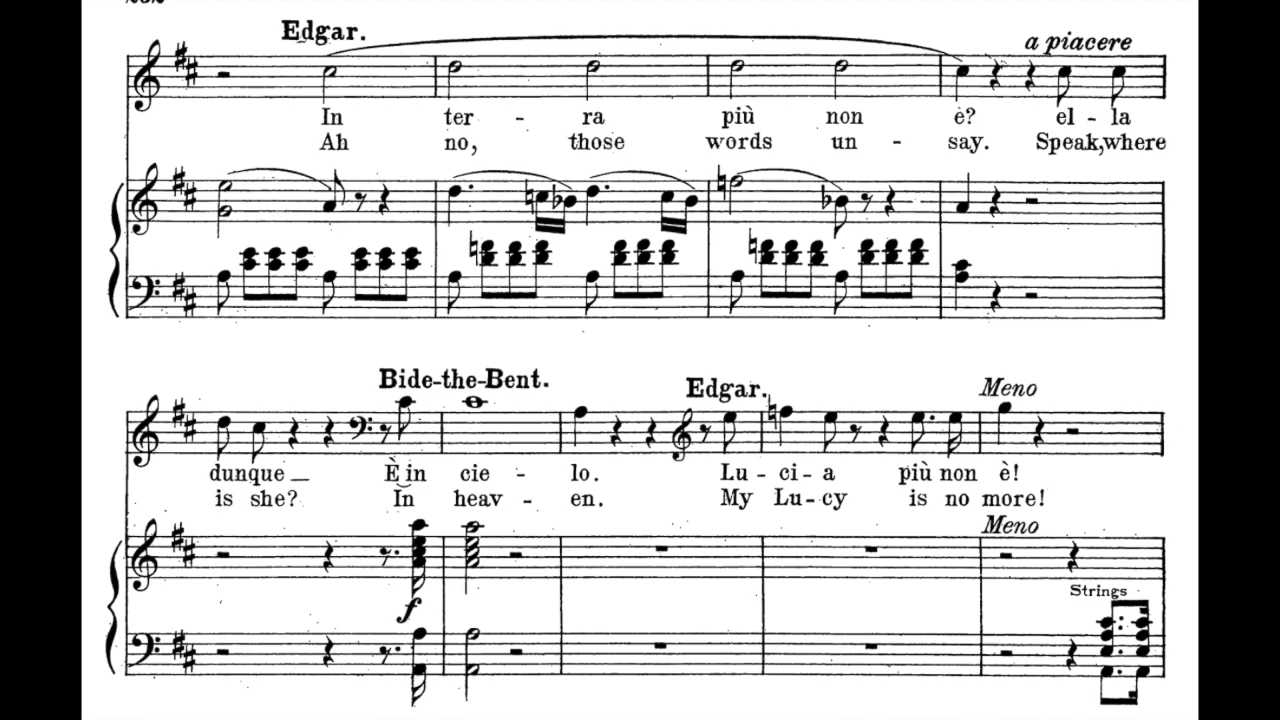 Edgar.
a piacere
In ter - ra più non è? el - la
Ah no, those words un - say. Speak, where
Bide-the-Bent.
Edgar.
Meno
dunque _ È in cie - lo. Lu - ci - a più non è!
is she? In heav - en. My Lu - cy is no more!
Meno
Strings
f